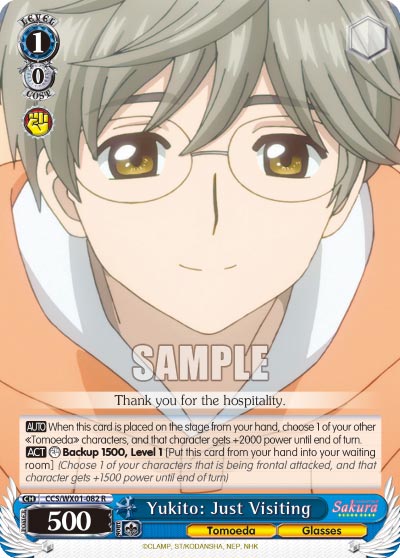 LEVEL
1
0
COST
SAMPLE
Thank you for the hospitality.
AUTO When this card is placed on the stage from your hand, choose 1 of your other
«Tomoeda» characters, and that character gets +2000 power until end of turn.
ACT Backup 1500, Level 1 [Put this card from your hand into your waiting
room] (Choose 1 of your characters that is being frontal attacked, and that
character gets +1500 power until end of turn)
CH CCS/WX01-082 R
POWER 500
Yukito: Just Visiting
Sakura
Tomoeda Glasses
©CLAMP, ST/KODANSHA, NEP, NHK